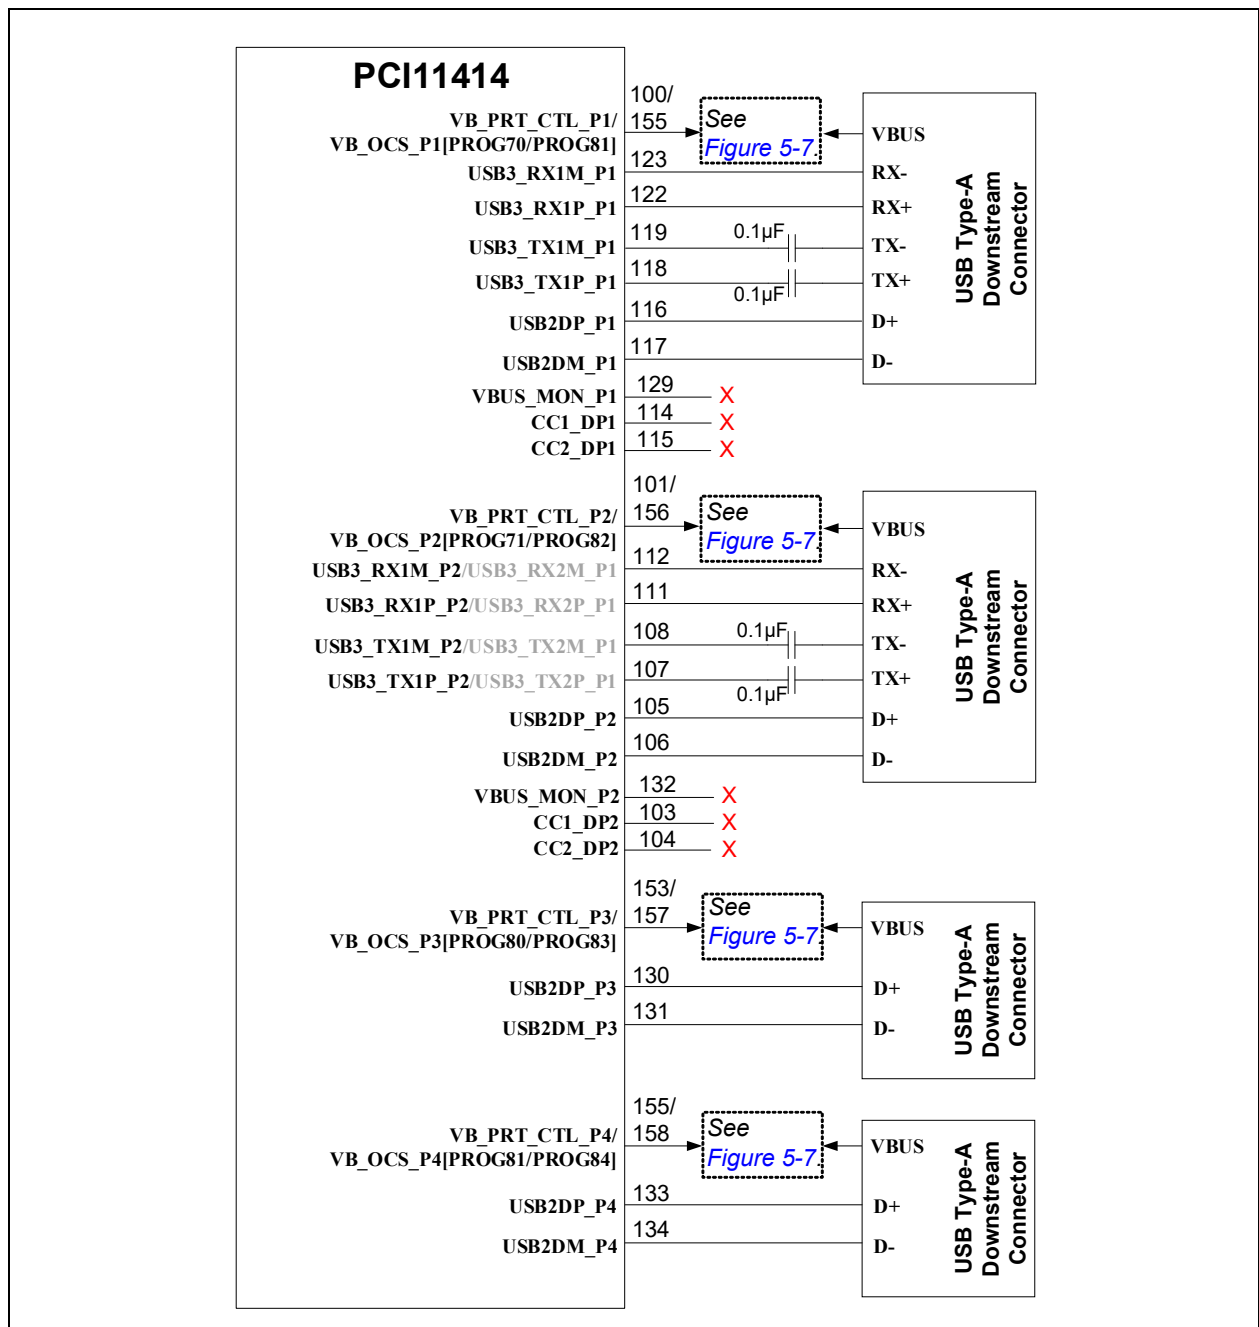 PCI11414
100/
VB_PRT_CTL_P1/ 155 See VBUS
VB_OCS_P1[PROG70/PROG81] Figure 5-7.
USB3_RX1M_P1 123 RX-
USB3_RX1P_P1 122 RX+
USB3_TX1M_P1 119 0.1µF TX-
USB3_TX1P_P1 118 0.1µF TX+
USB2DP_P1 116 D+
USB2DM_P1 117 D-
USB Type-A
Downstream
Connector
VBUS_MON_P1 129 X
CC1_DP1 114 X
CC2_DP1 115 X
101/
VB_PRT_CTL_P2/ 156 See VBUS
VB_OCS_P2[PROG71/PROG82] Figure 5-7.
USB3_RX1M_P2/USB3_RX2M_P1 112 RX-
USB3_RX1P_P2/USB3_RX2P_P1 111 RX+
USB3_TX1M_P2/USB3_TX2M_P1 108 0.1µF TX-
USB3_TX1P_P2/USB3_TX2P_P1 107 0.1µF TX+
USB2DP_P2 105 D+
USB2DM_P2 106 D-
USB Type-A
Downstream
Connector
VBUS_MON_P2 132 X
CC1_DP2 103 X
CC2_DP2 104 X
153/
VB_PRT_CTL_P3/ 157 See VBUS
VB_OCS_P3[PROG80/PROG83] Figure 5-7.
USB2DP_P3 130 D+
USB2DM_P3 131 D-
USB Type-A
Downstream
Connector
155/
VB_PRT_CTL_P4/ 158 See VBUS
VB_OCS_P4[PROG81/PROG84] Figure 5-7.
USB2DP_P4 133 D+
USB2DM_P4 134 D-
USB Type-A
Downstream
Connector